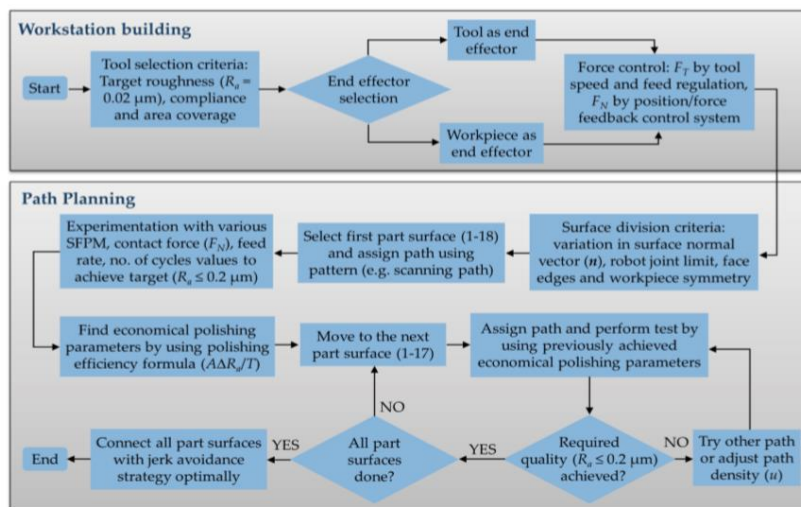 Workstation building
Start
Tool selection criteria:
Target roughness (Rₐ =
0.02 µm), compliance
and area coverage
End effector
selection
Tool as end
effector
Workpiece as
end effector
Force control: F_T by tool
speed and feed regulation,
F_N by position/force
feedback control system
Path Planning
Surface division criteria:
variation in surface normal
vector (n), robot joint limit, face
edges and workpiece symmetry
Select first part surface (1-18)
and assign path using
pattern (e.g. scanning path)
Experimentation with various
SFPM, contact force (F_N), feed
rate, no. of cycles values to
achieve target (Rₐ ≤ 0.2 µm)
Find economical polishing
parameters by using polishing
efficiency formula (AΔRₐ/T)
Move to the next
part surface (1-17)
Assign path and perform test by
using previously achieved
economical polishing parameters
Required
quality (Rₐ ≤ 0.2 µm)
achieved?
NO
Try other path
or adjust path
density (u)
YES
All part
surfaces
done?
NO
YES
Connect all part surfaces
with jerk avoidance
strategy optimally
End